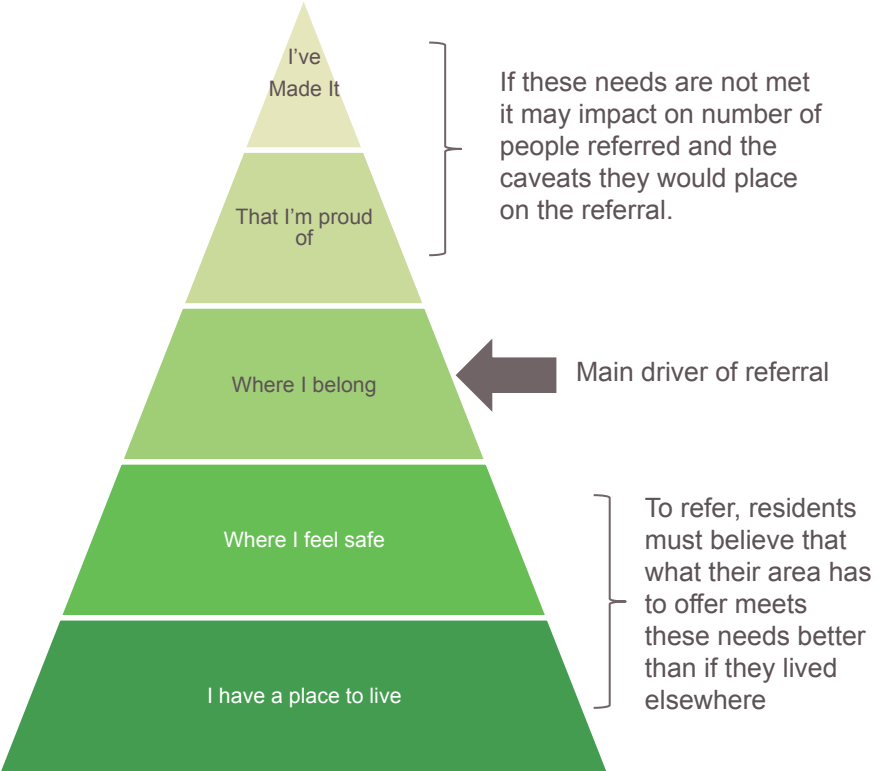 I've
Made It
If these needs are not met
it may impact on number of
people referred and the
caveats they would place
on the referral.
That I'm proud
of
Where I belong
Main driver of referral
Where I feel safe
To refer, residents
must believe that
what their area has
to offer meets
these needs better
than if they lived
elsewhere
I have a place to live